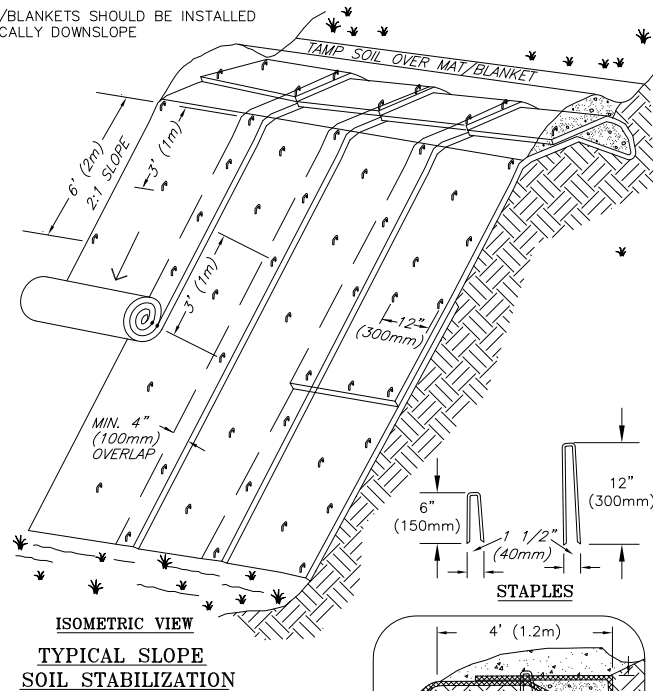 /BLANKETS SHOULD BE INSTALLED
CALLY DOWNSLOPE
TAMP SOIL OVER MAT/BLANKET
6' (2m)
2:1 SLOPE
3' (1m)
3' (1m)
12"
(300mm)
MIN. 4"
(100mm)
OVERLAP
6"
(150mm)
12"
(300mm)
1 1/2"
(40mm)
STAPLES
ISOMETRIC VIEW
TYPICAL SLOPE
SOIL STABILIZATION
4' (1.2m)